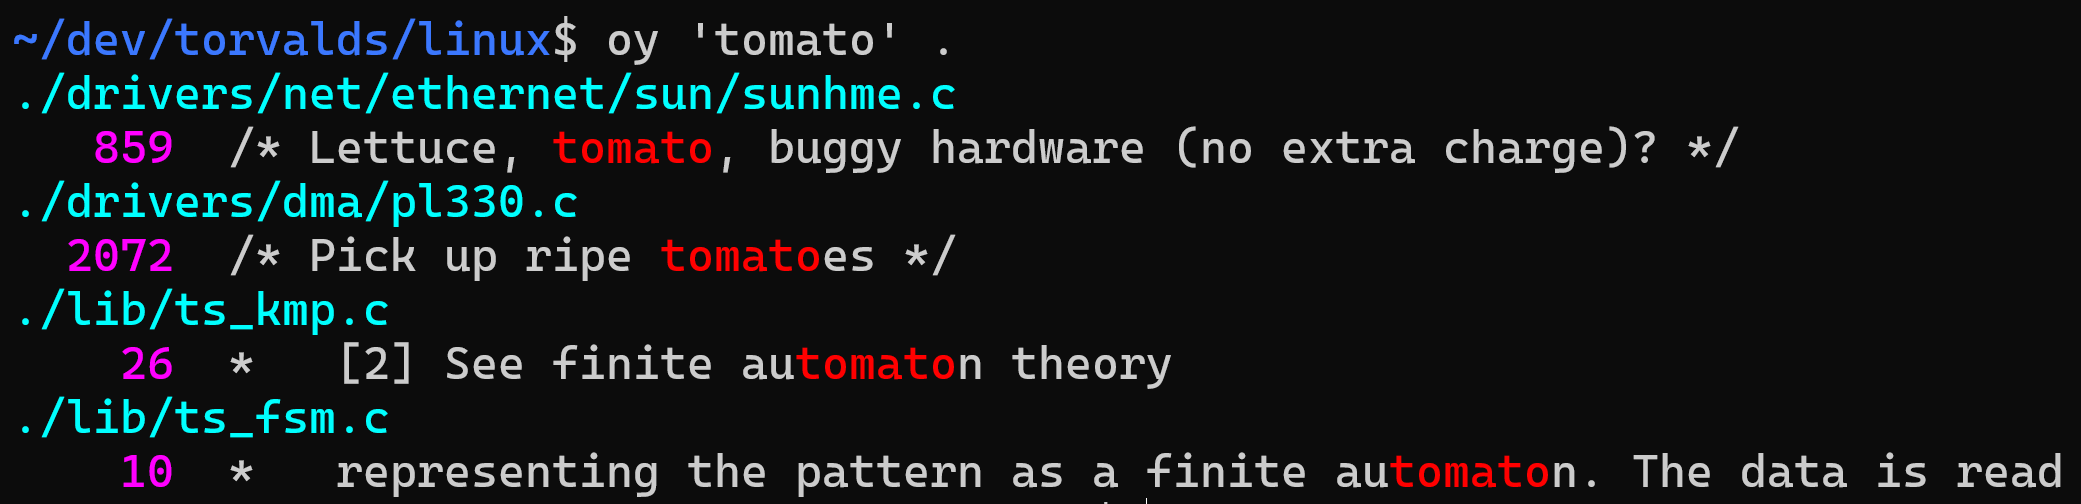 ~/dev/torvalds/linux$ oy 'tomato' .
./drivers/net/ethernet/sun/sunhme.c
   859  /* Lettuce, tomato, buggy hardware (no extra charge)? */
./drivers/dma/pl330.c
  2072  /* Pick up ripe tomatoes */
./lib/ts_kmp.c
    26  *   [2] See finite automaton theory
./lib/ts_fsm.c
    10  *   representing the pattern as a finite automaton. The data is read